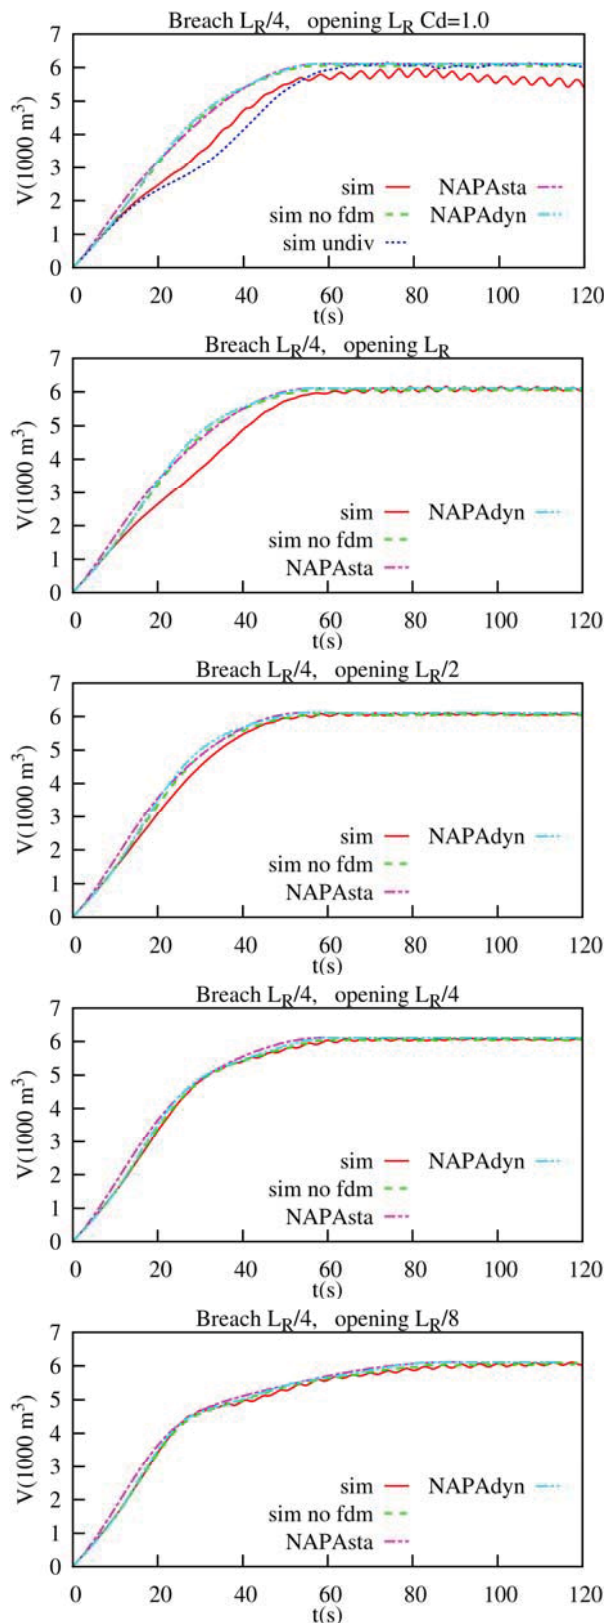 Breach L_R/4, opening L_R Cd=1.0
7
6
5
4
3
2
1
0
V(1000 m³)
sim
sim no fdm
sim undiv
NAPAsta
NAPAdyn
0 20 40 60 80 100 120
t(s)
Breach L_R/4, opening L_R
7
6
5
4
3
2
1
0
V(1000 m³)
sim
sim no fdm
NAPAsta
NAPAdyn
0 20 40 60 80 100 120
t(s)
Breach L_R/4, opening L_R/2
7
6
5
4
3
2
1
0
V(1000 m³)
sim
sim no fdm
NAPAsta
NAPAdyn
0 20 40 60 80 100 120
t(s)
Breach L_R/4, opening L_R/4
7
6
5
4
3
2
1
0
V(1000 m³)
sim
sim no fdm
NAPAsta
NAPAdyn
0 20 40 60 80 100 120
t(s)
Breach L_R/4, opening L_R/8
7
6
5
4
3
2
1
0
V(1000 m³)
sim
sim no fdm
NAPAsta
NAPAdyn
0 20 40 60 80 100 120
t(s)